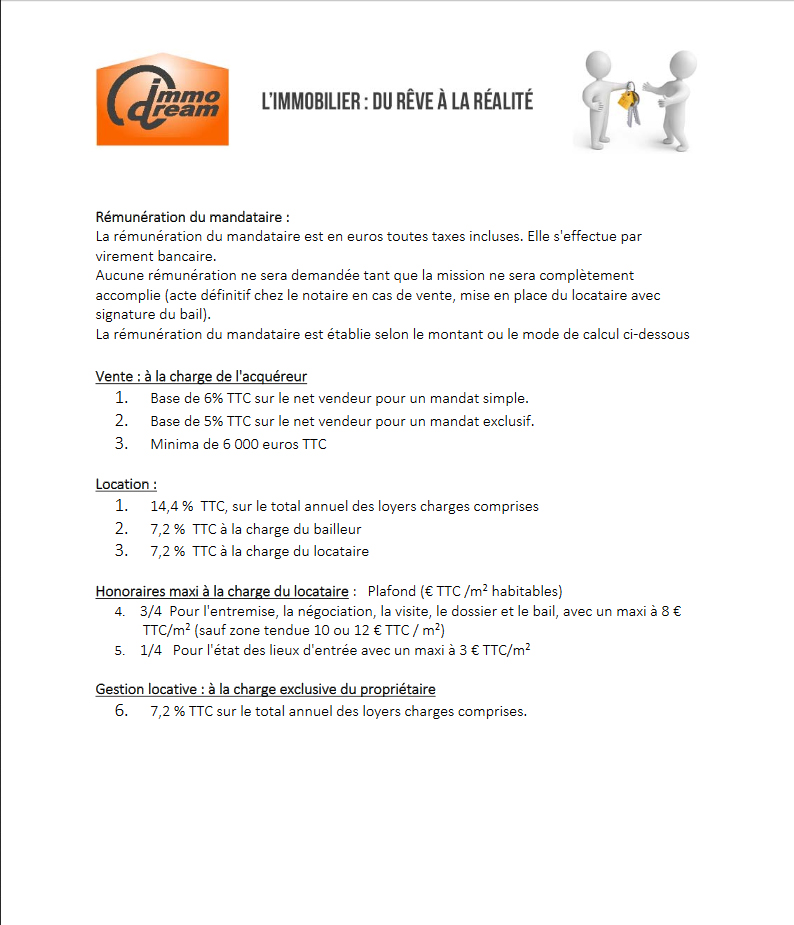 immo
dream
L'IMMOBILIER : DU RÊVE À LA RÉALITÉ
Rémunération du mandataire :
La rémunération du mandataire est en euros toutes taxes incluses. Elle s'effectue par
virement bancaire.
Aucune rémunération ne sera demandée tant que la mission ne sera complètement
accomplie (acte définitif chez le notaire en cas de vente, mise en place du locataire avec
signature du bail).
La rémunération du mandataire est établie selon le montant ou le mode de calcul ci-dessous
Vente : à la charge de l'acquéreur
1. Base de 6% TTC sur le net vendeur pour un mandat simple.
2. Base de 5% TTC sur le net vendeur pour un mandat exclusif.
3. Minima de 6 000 euros TTC
Location :
1. 14,4 % TTC, sur le total annuel des loyers charges comprises
2. 7,2 % TTC à la charge du bailleur
3. 7,2 % TTC à la charge du locataire
Honoraires maxi à la charge du locataire : Plafond (€ TTC /m² habitables)
4. 3/4 Pour l'entremise, la négociation, la visite, le dossier et le bail, avec un maxi à 8 €
TTC/m² (sauf zone tendue 10 ou 12 € TTC / m²)
5. 1/4 Pour l'état des lieux d'entrée avec un maxi à 3 € TTC/m²
Gestion locative : à la charge exclusive du propriétaire
6. 7,2 % TTC sur le total annuel des loyers charges comprises.